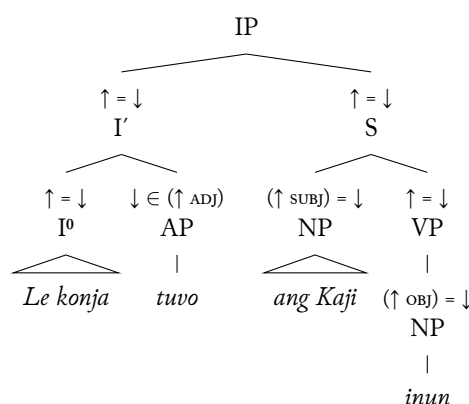 IP
↑ = ↓ ↑ = ↓
I′ S
↑ = ↓ ↓ ∈ (↑ ADJ) (↑ SUBJ) = ↓ ↑ = ↓
I⁰ AP NP VP
Le konja tuvo ang Kaji (↑ OBJ) = ↓
NP
inun